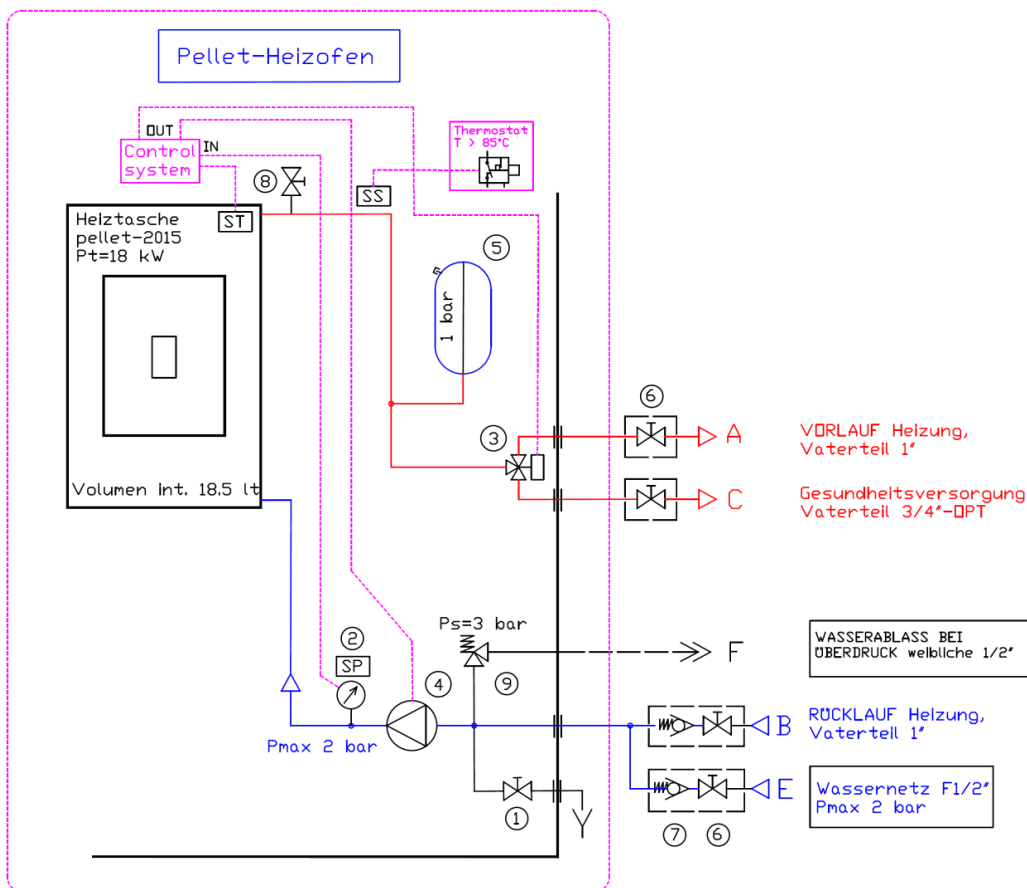 Pellet-Heizofen
OUT
IN
Control
system
Thermostat
T > 85°C
8
SS
ST
Heiztasche
pellet-2015
Pt=18 kW
5
1 bar
6
3
A
VORLAUF Heizung,
Vaterteil 1"
Volumen int. 18.5 lt
C
Gesundheitsversorgung
Vaterteil 3/4"-OPT
Ps=3 bar
2
SP
4
9
F
WASSERABLASS BEI
ÜBERDRUCK weibliche 1/2"
Pmax 2 bar
B
RÜCKLAUF Heizung,
Vaterteil 1"
E
Wassernetz F1/2"
Pmax 2 bar
1
7
6